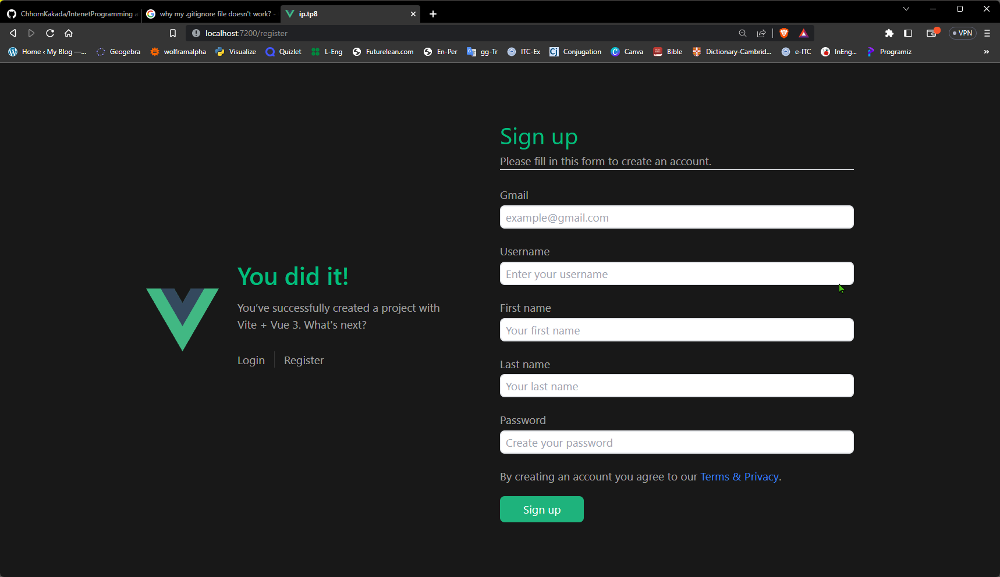 ChhornKakada/IntenetProgramming a
why my .gitignore file doesn't work? -
ip.tp8
localhost:7200/register
VPN
Home ‹ My Blog —...
Geogebra
wolframalpha
Visualize
Quizlet
L-Eng
Futurelean.com
En-Per
gg-Tr
ITC-Ex
Cj
Conjugation
Canva
Bible
Dictionary-Cambrid...
e-ITC
InEng...
Programiz
»
Sign up
Please fill in this form to create an account.
Gmail
example@gmail.com
Username
Enter your username
You did it!
You’ve successfully created a project with
Vite + Vue 3. What's next?
Login
Register
First name
Your first name
Last name
Your last name
Password
Create your password
By creating an account you agree to our Terms & Privacy.
Sign up